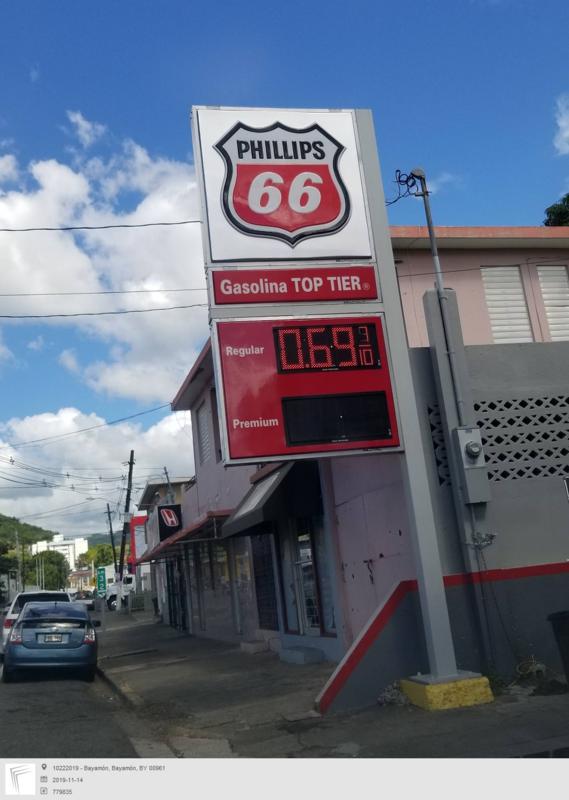 PHILLIPS
66
Gasolina TOP TIER®
Regular 0.69 9/10
Premium
10222019 - Bayamón, Bayamón, BY 00961
2019-11-14
779835